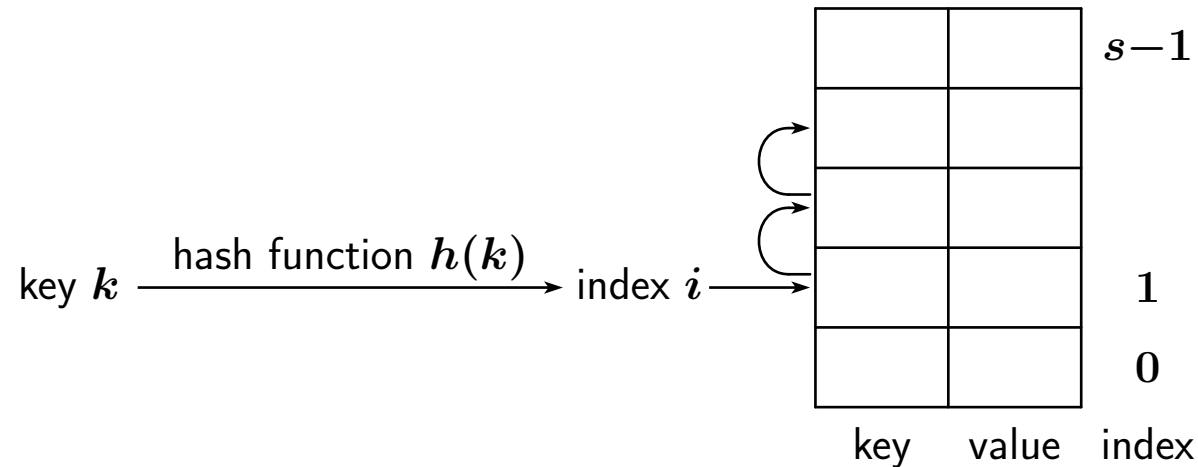 s−1
hash function h(k)
key k
index i
1
0
key value index